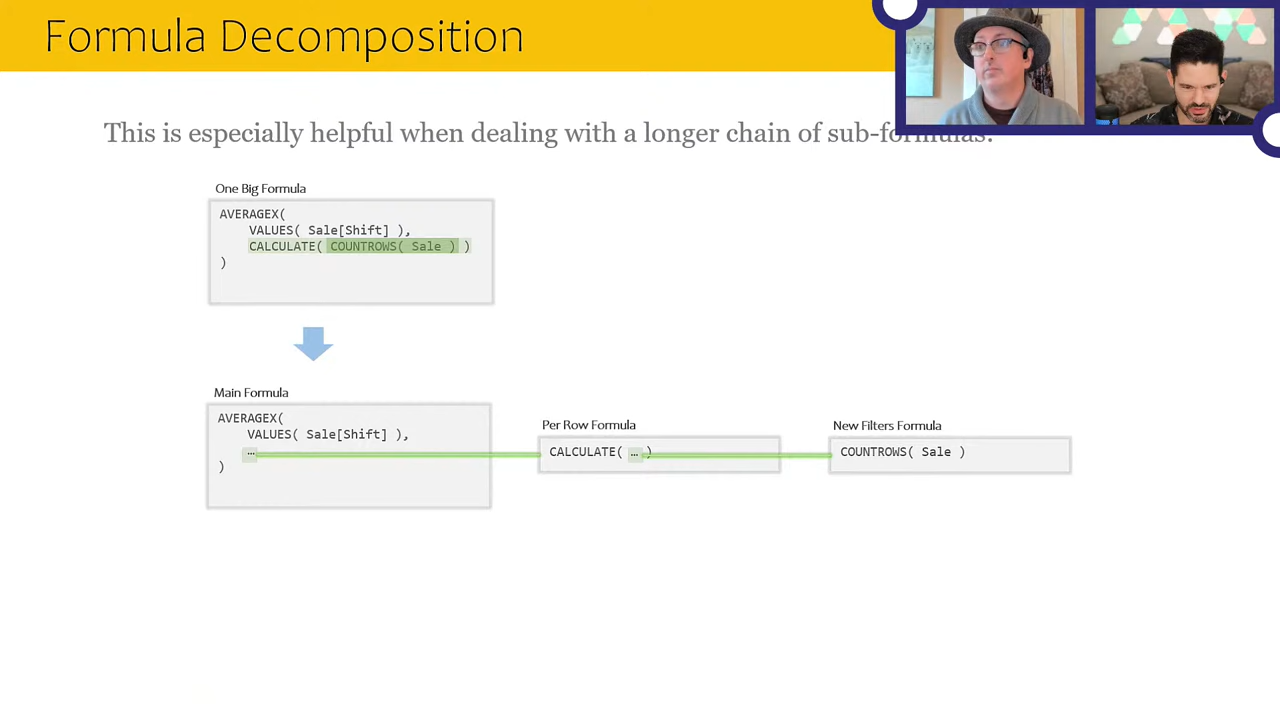 Formula Decomposition
This is especially helpful when dealing with a longer chain of sub-formulas.
One Big Formula
AVERAGEX(
VALUES( Sale[Shift] ),
CALCULATE( COUNTROWS( Sale ) )
)
Main Formula
AVERAGEX(
VALUES( Sale[Shift] ),
…
)
Per Row Formula
CALCULATE( … )
New Filters Formula
COUNTROWS( Sale )